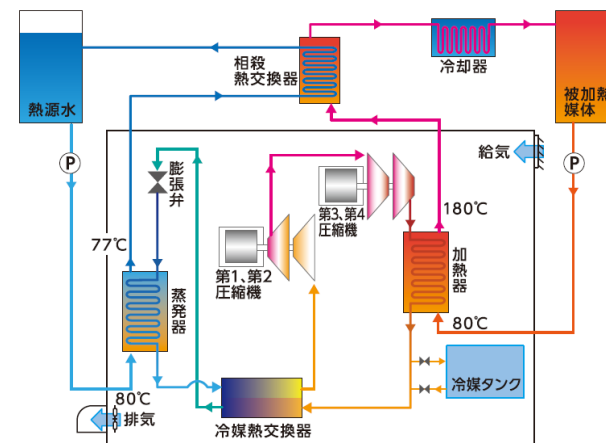 相殺
熱交換器
冷却器
熱源水
被加熱
媒体
P
P
膨張弁
給気
第3、第4
圧縮機
180℃
77℃
第1、第2
圧縮機
加熱器
蒸発器
80℃
80℃
排気
冷媒熱交換器
冷媒タンク